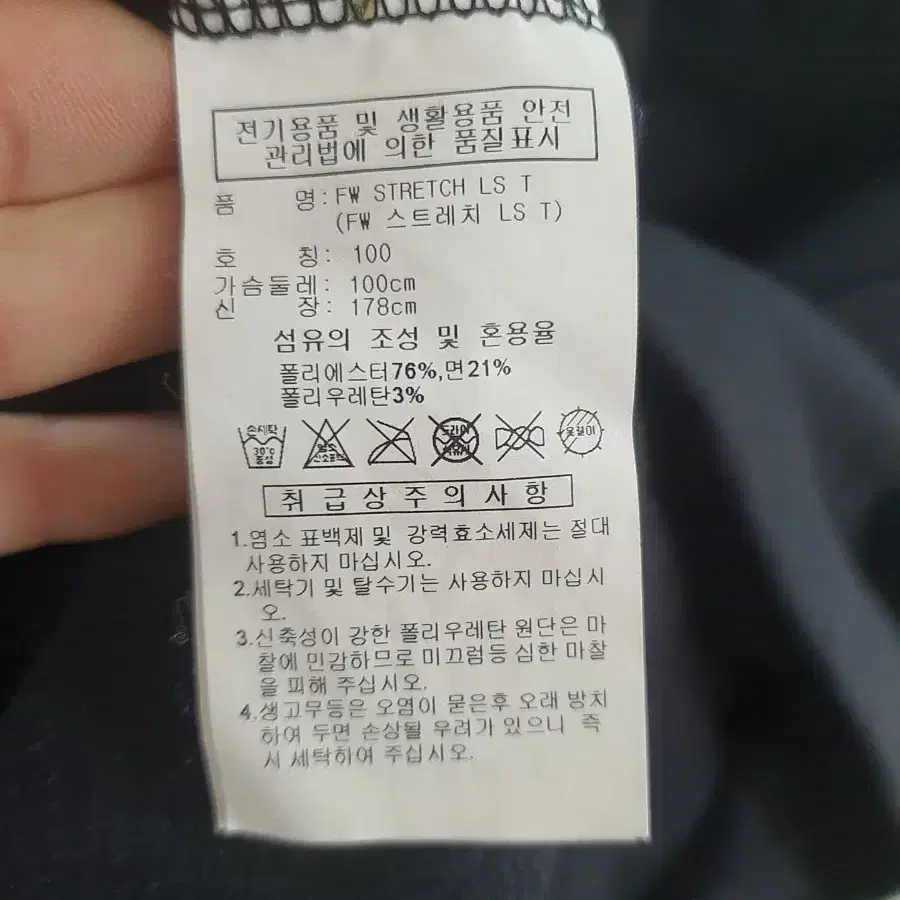 전기용품 및 생활용품 안전
관리법에 의한 품질표시
품 명: FW STRETCH LS T
(FW 스트레치 LS T)
호 칭: 100
가슴둘레: 100cm
신 장: 178cm
섬유의 조성 및 혼용율
폴리에스터76%,면21%
폴리우레탄3%
손세탁
30℃
중성
염소
산소표백
드라이
석유계
옷걸이
취 급 상 주 의 사 항
1.염소 표백제 및 강력효소세제는 절대
사용하지 마십시오.
2.세탁기 및 탈수기는 사용하지 마십시
오.
3.신축성이 강한 폴리우레탄 원단은 마
찰에 민감하므로 미끄럼등 심한 마찰
을 피해 주십시오.
4.생고무등은 오염이 묻은후 오래 방치
하여 두면 손상될 우려가 있으니 즉
시 세탁하여 주십시오.